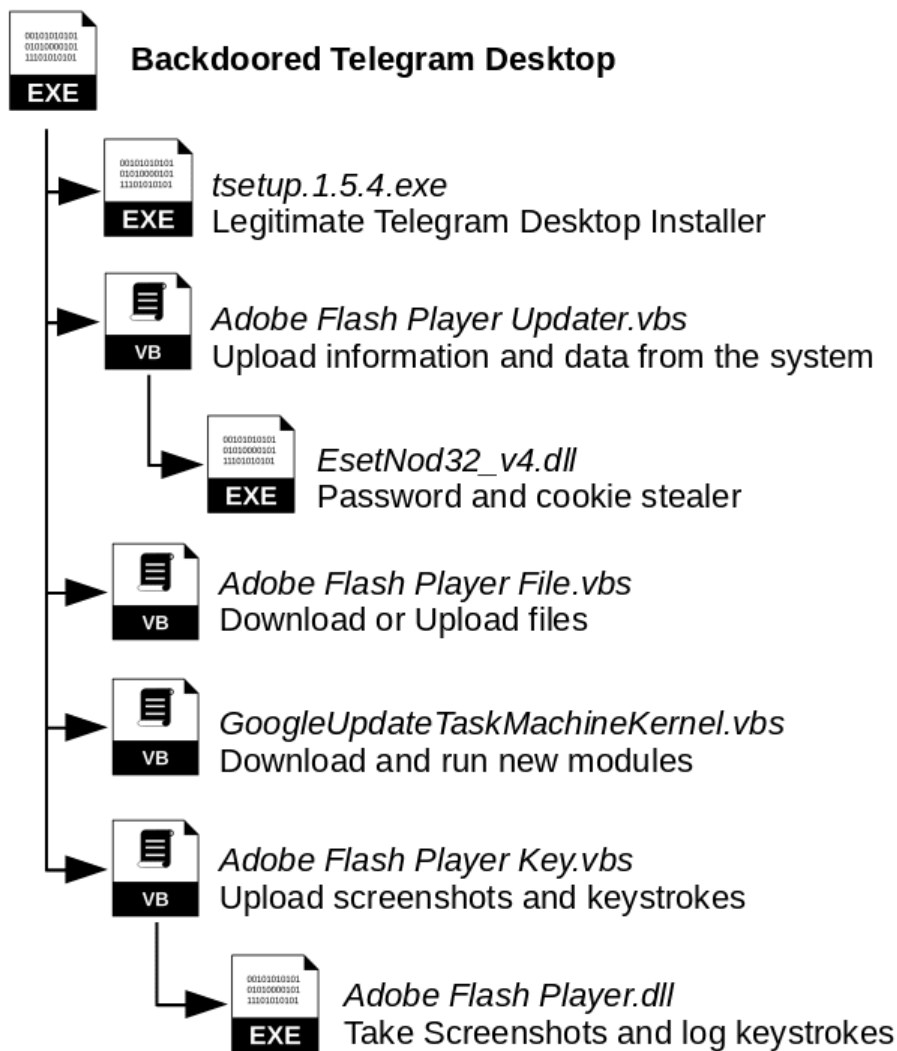 00101010101
01010000101
11101010101
EXE
Backdoored Telegram Desktop
00101010101
01010000101
11101010101
EXE
tsetup.1.5.4.exe
Legitimate Telegram Desktop Installer
VB
Adobe Flash Player Updater.vbs
Upload information and data from the system
00101010101
01010000101
11101010101
EXE
EsetNod32_v4.dll
Password and cookie stealer
VB
Adobe Flash Player File.vbs
Download or Upload files
VB
GoogleUpdateTaskMachineKernel.vbs
Download and run new modules
VB
Adobe Flash Player Key.vbs
Upload screenshots and keystrokes
00101010101
01010000101
11101010101
EXE
Adobe Flash Player.dll
Take Screenshots and log keystrokes